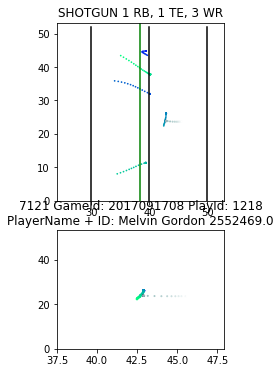 SHOTGUN 1 RB, 1 TE, 3 WR
50
40
30
20
10
0
30 40 50
7121 GameId: 2017091708 PlayId: 1218
PlayerName + ID: Melvin Gordon 2552469.0
40
20
0
37.5 40.0 42.5 45.0 47.5